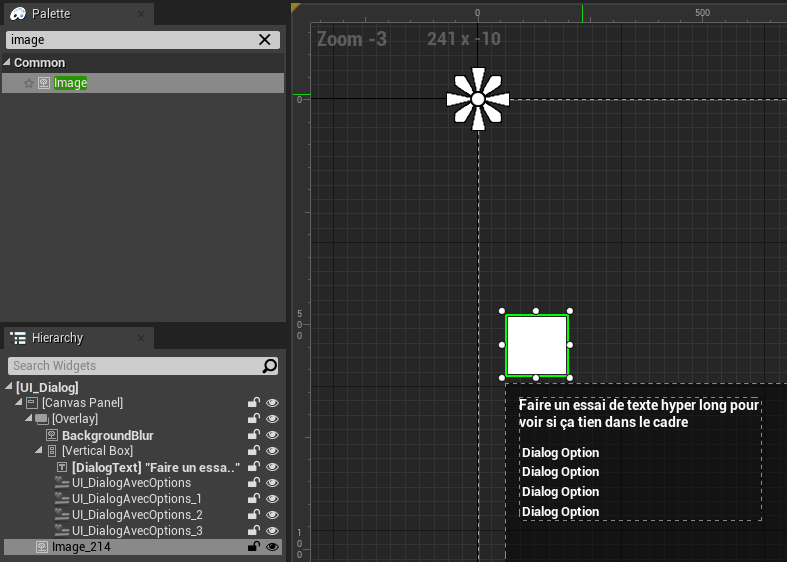 Palette
image
Common
Image
Hierarchy
Search Widgets
[UI_Dialog]
[Canvas Panel]
[Overlay]
BackgroundBlur
[Vertical Box]
[DialogText] "Faire un essa.."
UI_DialogAvecOptions
UI_DialogAvecOptions_1
UI_DialogAvecOptions_2
UI_DialogAvecOptions_3
Image_214
0
500
Zoom -3
241 x -10
0
500
100
Faire un essai de texte hyper long pour
voir si ça tien dans le cadre
Dialog Option
Dialog Option
Dialog Option
Dialog Option